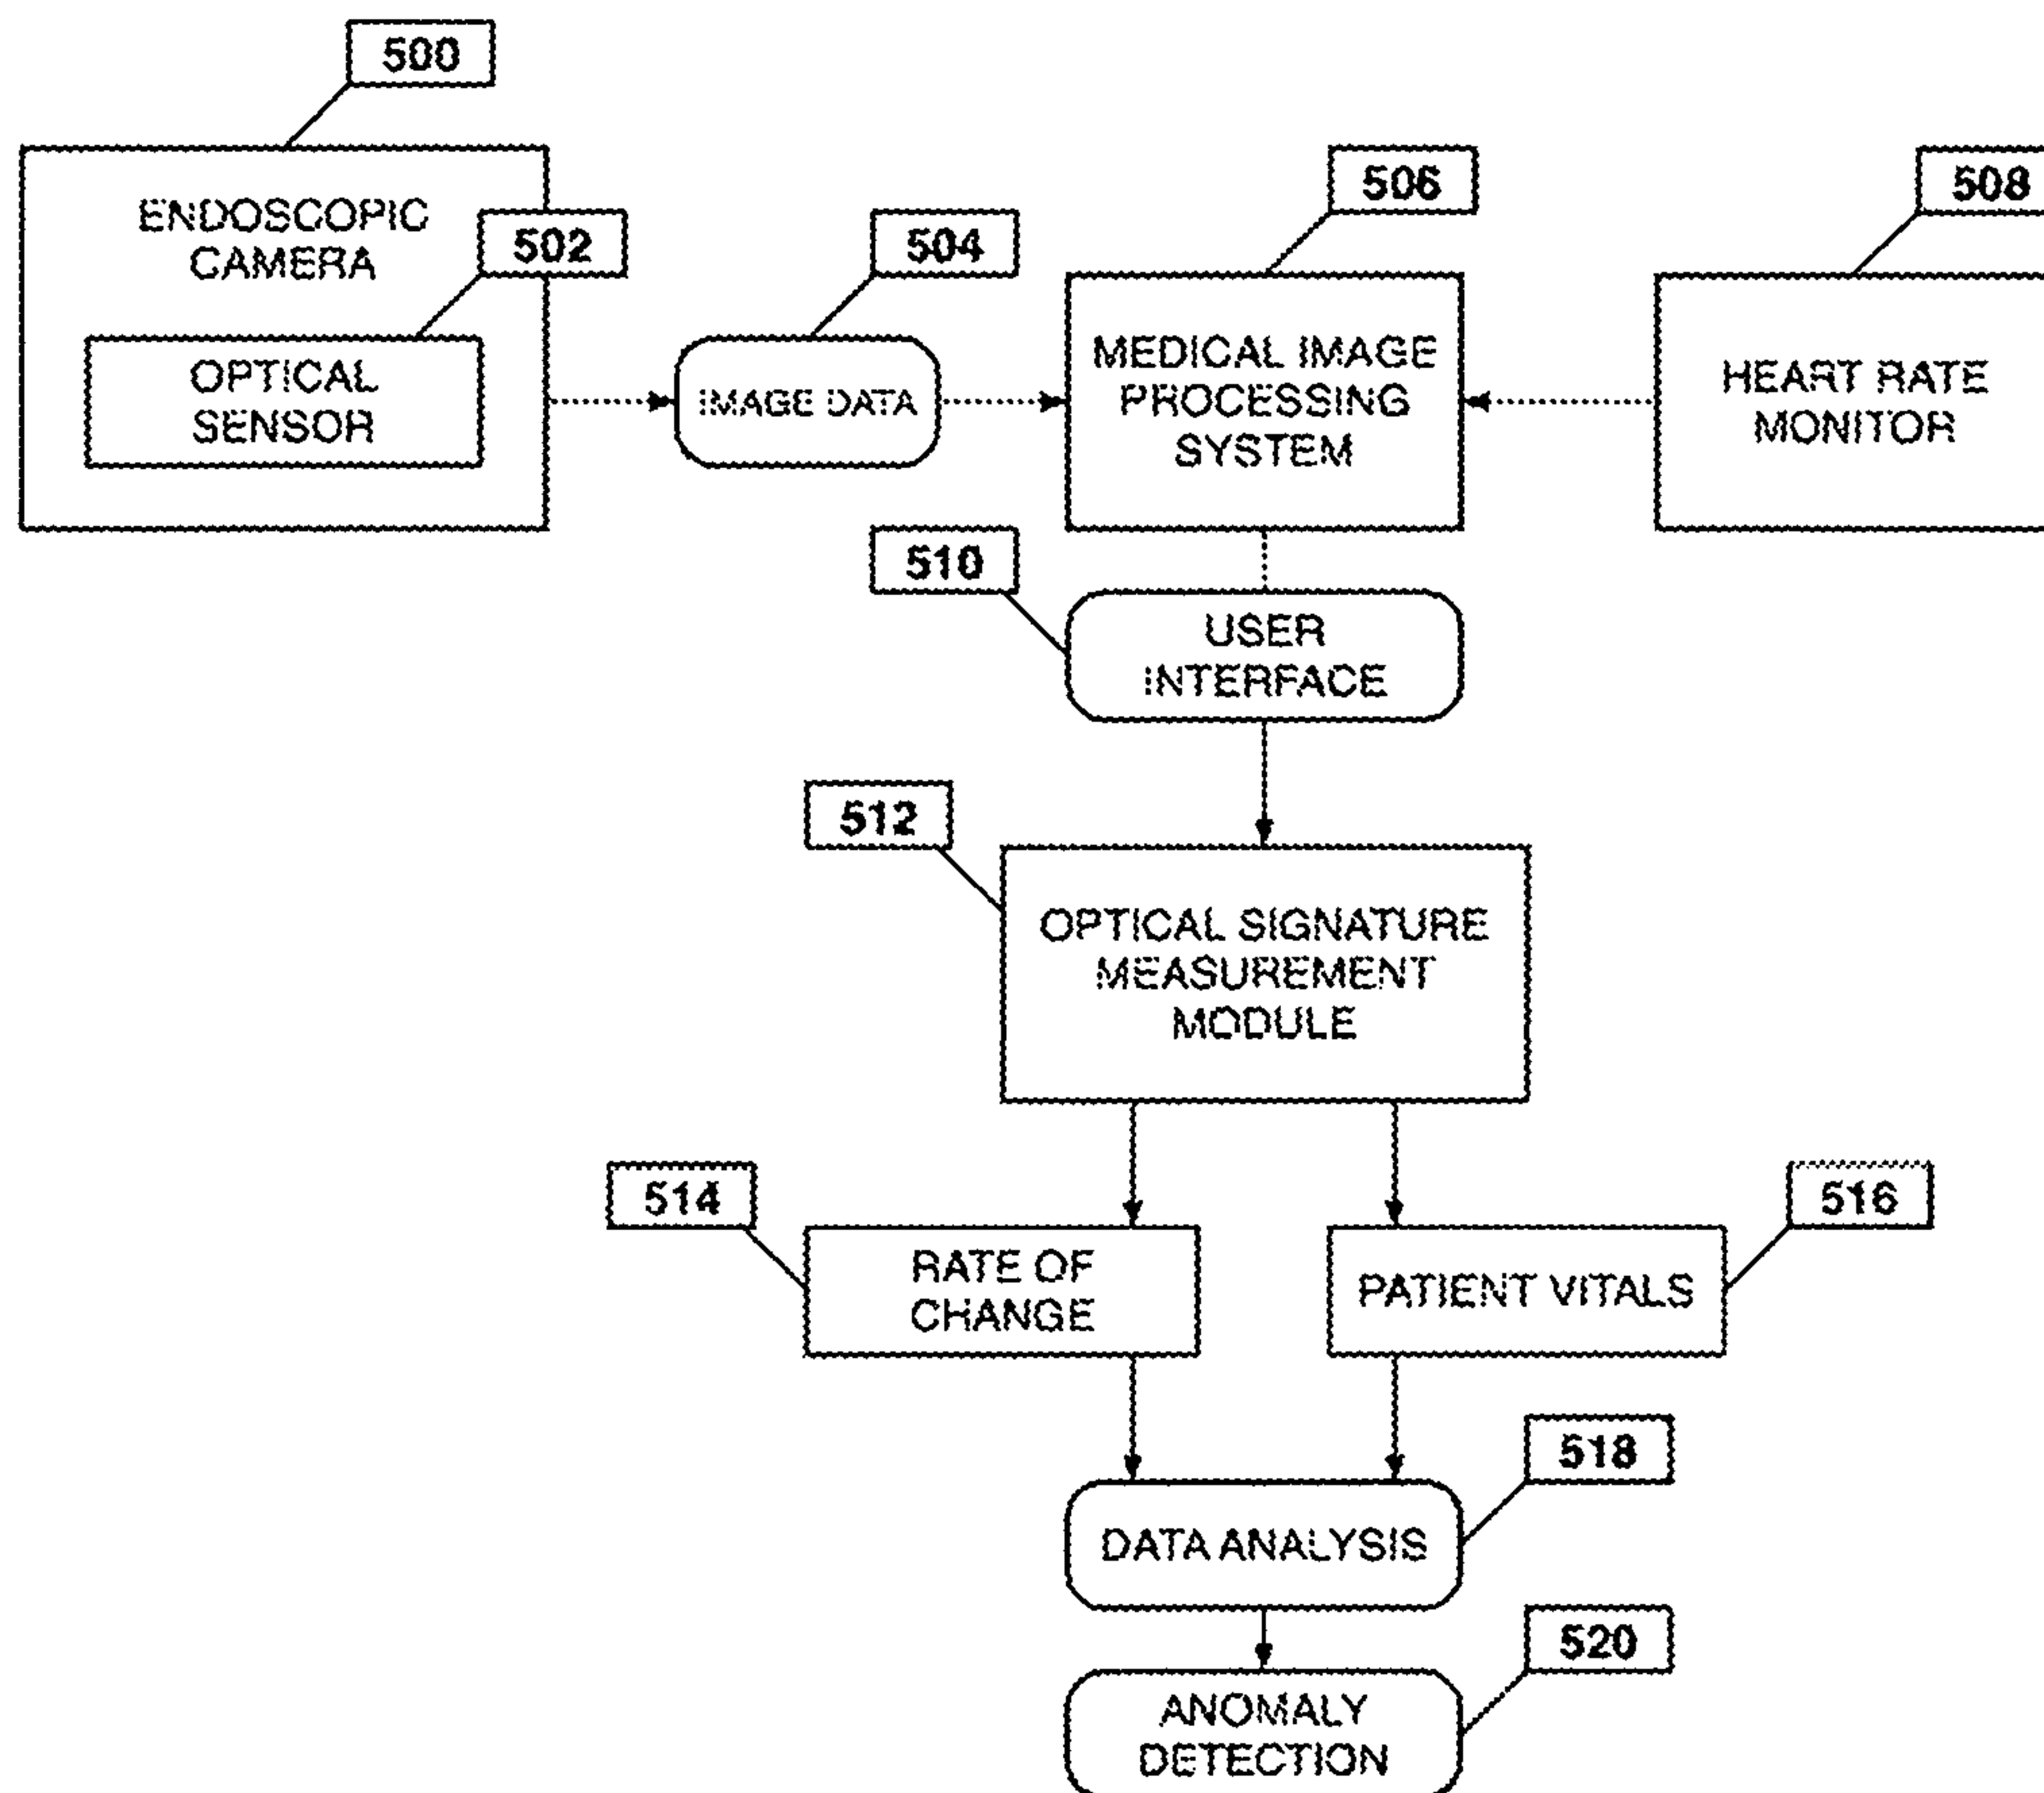 500
506
508
ENDOSCOPIC
CAMERA
502
504
OPTICAL
SENSOR
IMAGE DATA
MEDICAL IMAGE
PROCESSING
SYSTEM
HEART RATE
MONITOR
510
USER
INTERFACE
512
OPTICAL SIGNATURE
MEASUREMENT
MODULE
514
516
RATE OF
CHANGE
PATIENT VITALS
518
DATA ANALYSIS
520
ANOMALY
DETECTION